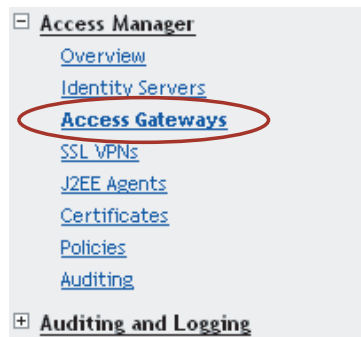 Access Manager
Overview
Identity Servers
Access Gateways
SSL VPNs
J2EE Agents
Certificates
Policies
Auditing
Auditing and Logging